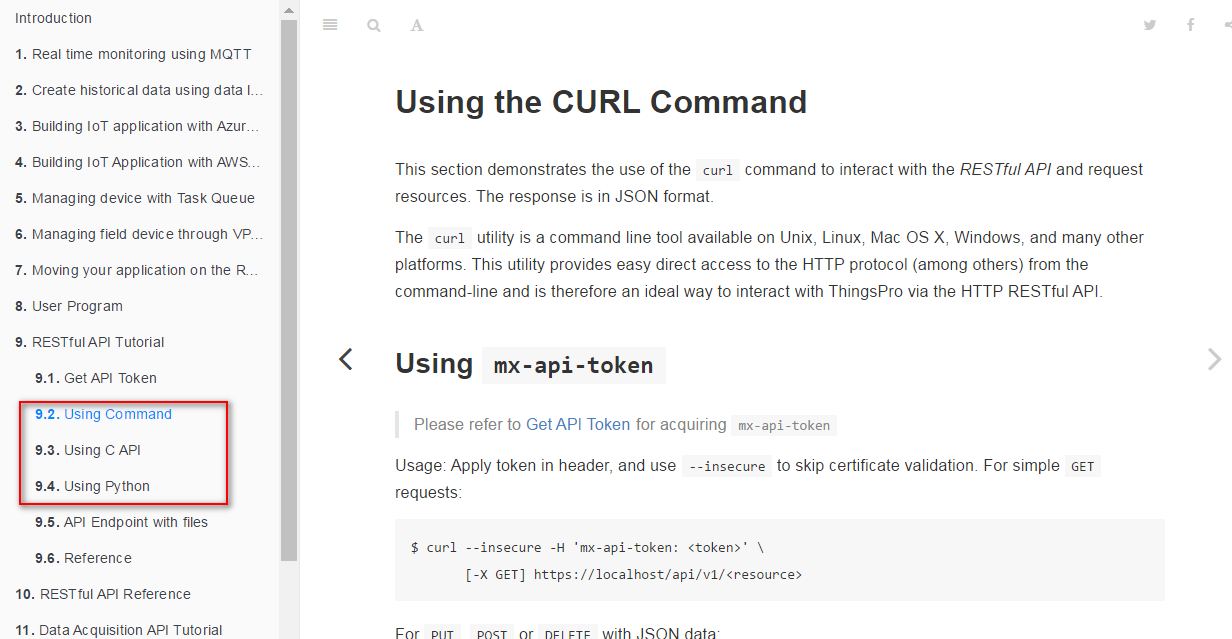 Introduction
1. Real time monitoring using MQTT
2. Create historical data using data l...
3. Building IoT application with Azur...
4. Building IoT Application with AWS...
5. Managing device with Task Queue
6. Managing field device through VP...
7. Moving your application on the R...
8. User Program
9. RESTful API Tutorial
9.1. Get API Token
9.2. Using Command
9.3. Using C API
9.4. Using Python
9.5. API Endpoint with files
9.6. Reference
10. RESTful API Reference
11. Data Acquisition API Tutorial
Using the CURL Command
This section demonstrates the use of the curl command to interact with the RESTful API and request
resources. The response is in JSON format.
The curl utility is a command line tool available on Unix, Linux, Mac OS X, Windows, and many other
platforms. This utility provides easy direct access to the HTTP protocol (among others) from the
command-line and is therefore an ideal way to interact with ThingsPro via the HTTP RESTful API.
Using mx-api-token
Please refer to Get API Token for acquiring mx-api-token
Usage: Apply token in header, and use --insecure to skip certificate validation. For simple GET
requests:
$ curl --insecure -H 'mx-api-token: <token>' \
[-X GET] https://localhost/api/v1/<resource>
For PUT POST or DELETE with JSON data: